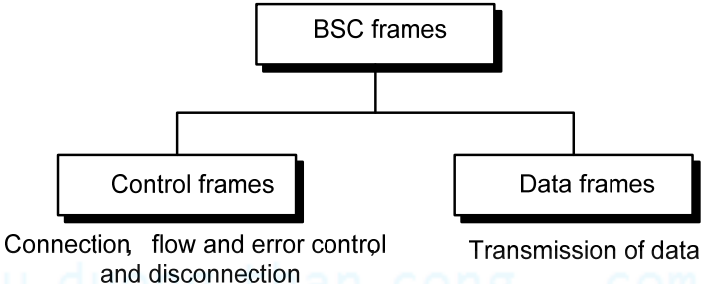 BSC frames
Control frames
Data frames
Connection, flow and error control,
and disconnection
Transmission of data